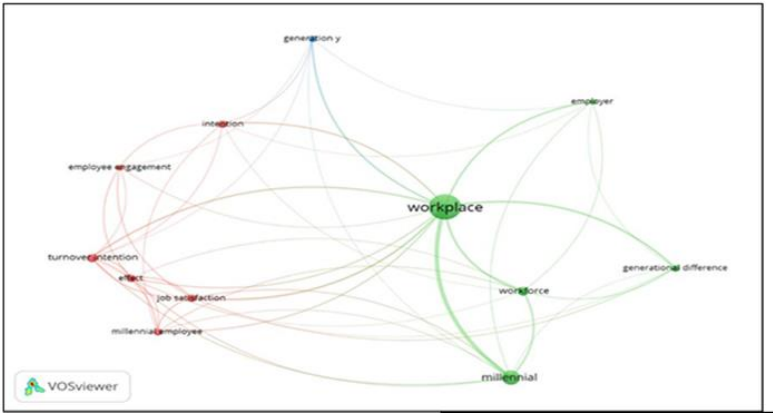 generation y
employer
intention
employee engagement
workplace
turnover intention
generational difference
effect
workforce
job satisfaction
millennial employee
millennial
VOSviewer